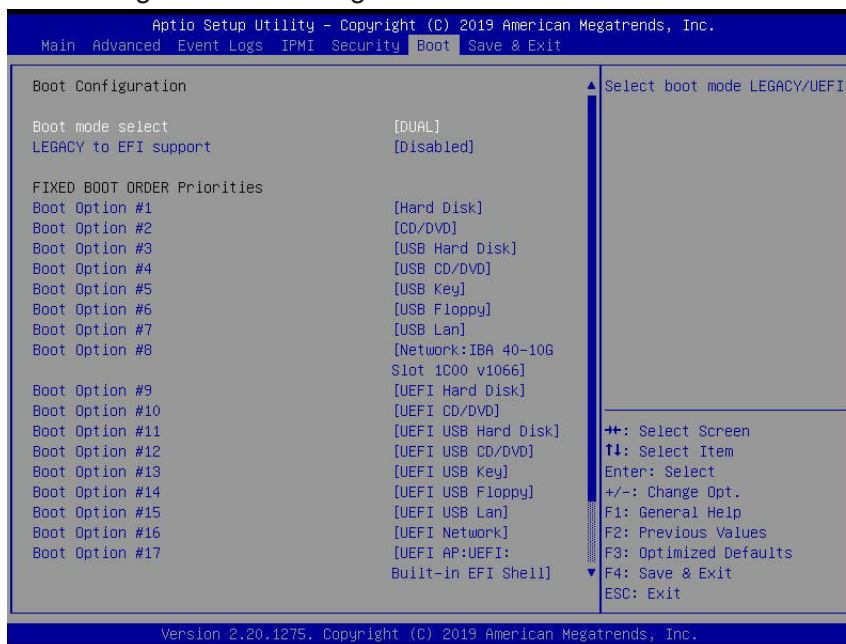 Aptio Setup Utility – Copyright (C) 2019 American Megatrends, Inc.
Main Advanced Event Logs IPMI Security Boot Save & Exit
Boot Configuration
Boot mode select [DUAL]
LEGACY to EFI support [Disabled]
FIXED BOOT ORDER Priorities
Boot Option #1 [Hard Disk]
Boot Option #2 [CD/DVD]
Boot Option #3 [USB Hard Disk]
Boot Option #4 [USB CD/DVD]
Boot Option #5 [USB Key]
Boot Option #6 [USB Floppy]
Boot Option #7 [USB Lan]
Boot Option #8 [Network:IBA 40-10G
Slot 1C00 v1066]
Boot Option #9 [UEFI Hard Disk]
Boot Option #10 [UEFI CD/DVD]
Boot Option #11 [UEFI USB Hard Disk]
Boot Option #12 [UEFI USB CD/DVD]
Boot Option #13 [UEFI USB Key]
Boot Option #14 [UEFI USB Floppy]
Boot Option #15 [UEFI USB Lan]
Boot Option #16 [UEFI Network]
Boot Option #17 [UEFI AP:UEFI:
Built-in EFI Shell]
Select boot mode LEGACY/UEFI
→←: Select Screen
↑↓: Select Item
Enter: Select
+/-: Change Opt.
F1: General Help
F2: Previous Values
F3: Optimized Defaults
F4: Save & Exit
ESC: Exit
Version 2.20.1275. Copyright (C) 2019 American Megatrends, Inc.